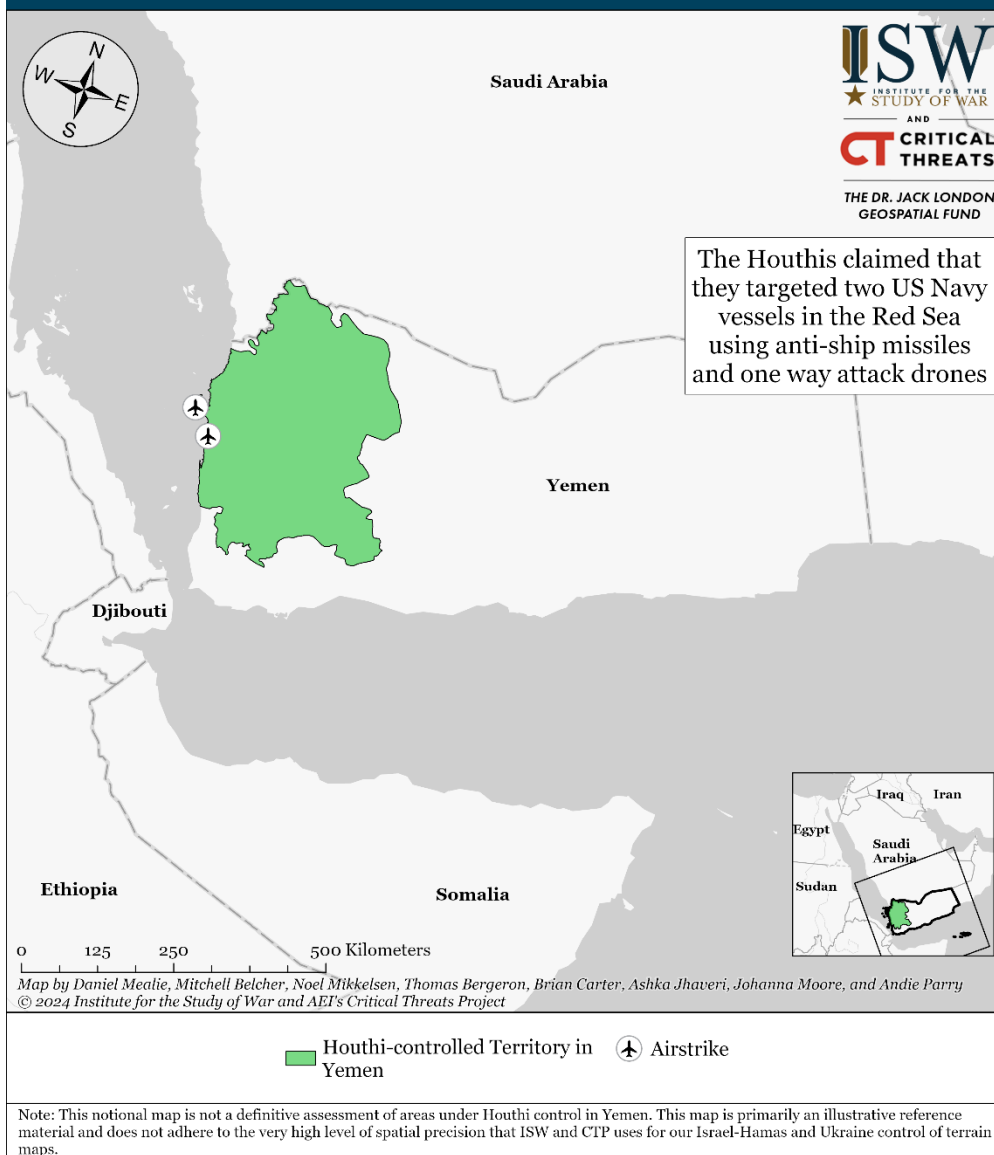 N
W
E
S
Saudi Arabia
ISW
INSTITUTE FOR THE
STUDY OF WAR
AND
CT CRITICAL
THREATS
THE DR. JACK LONDON
GEOSPATIAL FUND
The Houthis claimed that
they targeted two US Navy
vessels in the Red Sea
using anti-ship missiles
and one way attack drones
Yemen
Djibouti
Ethiopia
Somalia
Iraq
Iran
Egypt
Saudi
Arabia
Sudan
0 125 250 500 Kilometers
Map by Daniel Mealie, Mitchell Belcher, Noel Mikkelsen, Thomas Bergeron, Brian Carter, Ashka Jhaveri, Johanna Moore, and Andie Parry
© 2024 Institute for the Study of War and AEI's Critical Threats Project
Houthi-controlled Territory in
Yemen
Airstrike
Note: This notional map is not a definitive assessment of areas under Houthi control in Yemen. This map is primarily an illustrative reference
material and does not adhere to the very high level of spatial precision that ISW and CTP uses for our Israel-Hamas and Ukraine control of terrain
maps.